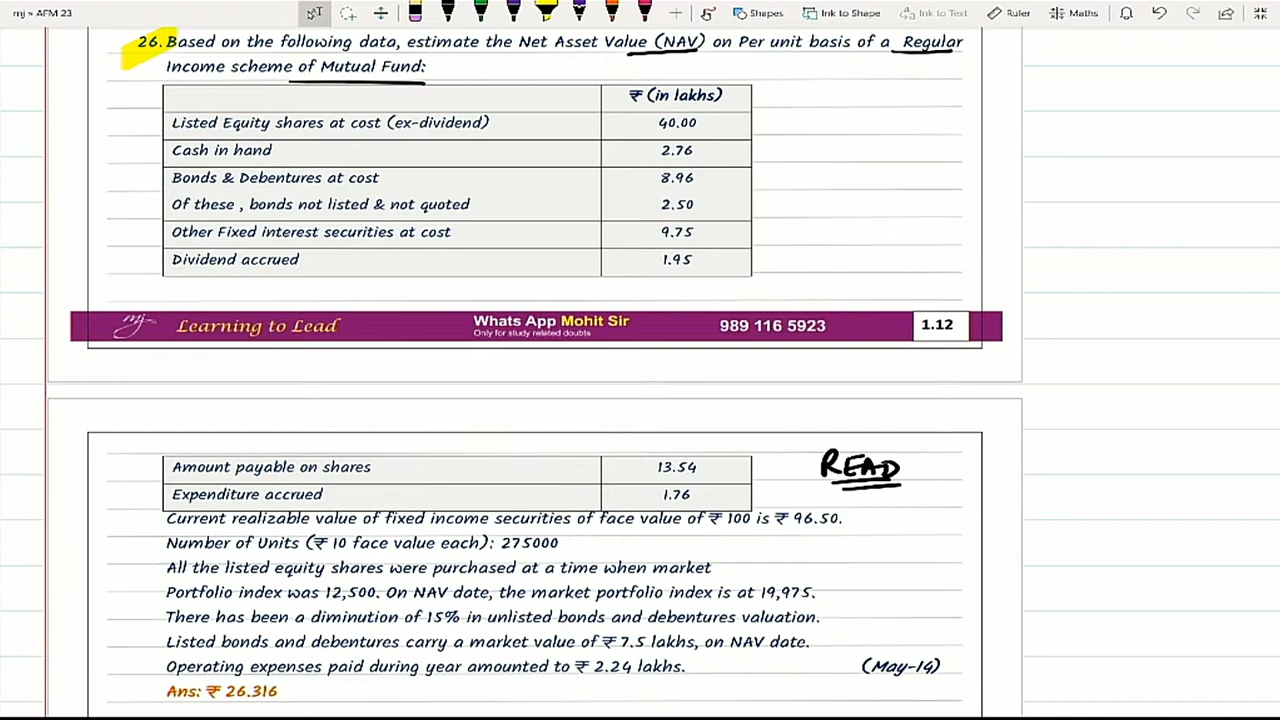 mj » AFM 23
Shapes Ink to Shape Ink to Text Ruler Maths
26. Based on the following data, estimate the Net Asset Value (NAV) on Per unit basis of a Regular
Income scheme of Mutual Fund:
₹ (in lakhs)
Listed Equity shares at cost (ex-dividend) 40.00
Cash in hand 2.76
Bonds & Debentures at cost 8.96
Of these , bonds not listed & not quoted 2.50
Other Fixed interest securities at cost 9.75
Dividend accrued 1.95
mj Learning to Lead Whats App Mohit Sir 989 116 5923 1.12
Only for study related doubts
Amount payable on shares 13.54 READ
Expenditure accrued 1.76
Current realizable value of fixed income securities of face value of ₹ 100 is ₹ 96.50.
Number of Units (₹ 10 face value each): 275000
All the listed equity shares were purchased at a time when market
Portfolio index was 12,500. On NAV date, the market portfolio index is at 19,975.
There has been a diminution of 15% in unlisted bonds and debentures valuation.
Listed bonds and debentures carry a market value of ₹ 7.5 lakhs, on NAV date.
Operating expenses paid during year amounted to ₹ 2.24 lakhs. (May-14)
Ans: ₹ 26.316